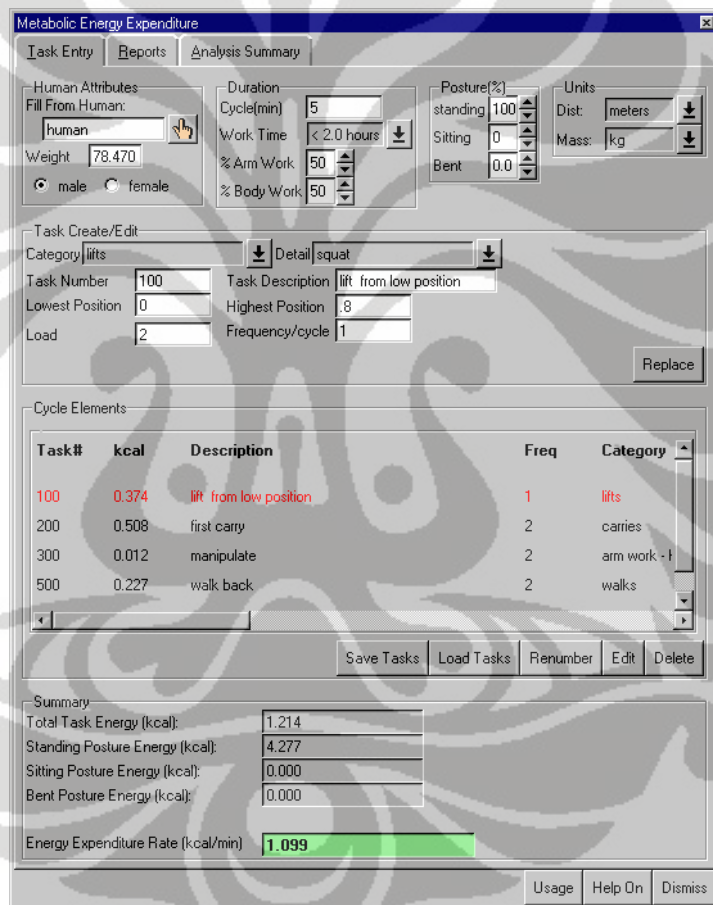 Metabolic Energy Expenditure
Task Entry Reports Analysis Summary
Human Attributes Duration Posture(%) Units
Fill From Human: Cycle(min) 5 standing 100 Dist: meters
human Work Time < 2.0 hours Sitting 0 Mass: kg
Weight 78.470 % Arm Work 50 Bent 0.0
male female % Body Work 50
Task Create/Edit
Category lifts Detail squat
Task Number 100 Task Description lift from low position
Lowest Position 0 Highest Position .8
Load 2 Frequency/cycle 1
Replace
Cycle Elements
Task# kcal Description Freq Category
100 0.374 lift from low position 1 lifts
200 0.508 first carry 2 carries
300 0.012 manipulate 2 arm work -
500 0.227 walk back 2 walks
Save Tasks Load Tasks Renumber Edit Delete
Summary
Total Task Energy (kcal): 1.214
Standing Posture Energy (kcal): 4.277
Sitting Posture Energy (kcal): 0.000
Bent Posture Energy (kcal): 0.000
Energy Expenditure Rate (kcal/min) 1.099
Usage Help On Dismiss